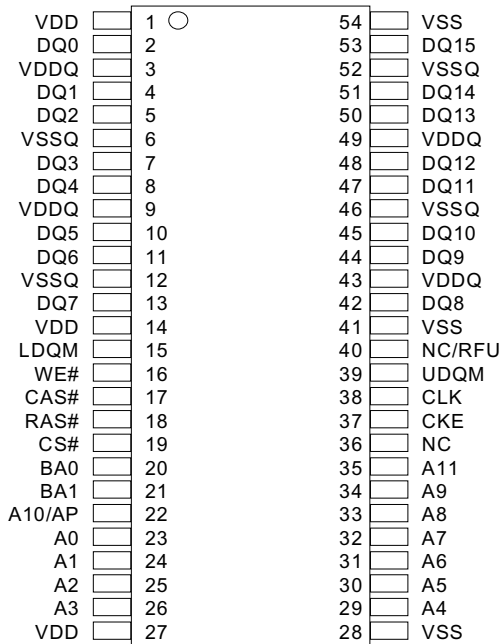 VDD 1 54 VSS
DQ0 2 53 DQ15
VDDQ 3 52 VSSQ
DQ1 4 51 DQ14
DQ2 5 50 DQ13
VSSQ 6 49 VDDQ
DQ3 7 48 DQ12
DQ4 8 47 DQ11
VDDQ 9 46 VSSQ
DQ5 10 45 DQ10
DQ6 11 44 DQ9
VSSQ 12 43 VDDQ
DQ7 13 42 DQ8
VDD 14 41 VSS
LDQM 15 40 NC/RFU
WE# 16 39 UDQM
CAS# 17 38 CLK
RAS# 18 37 CKE
CS# 19 36 NC
BA0 20 35 A11
BA1 21 34 A9
A10/AP 22 33 A8
A0 23 32 A7
A1 24 31 A6
A2 25 30 A5
A3 26 29 A4
VDD 27 28 VSS